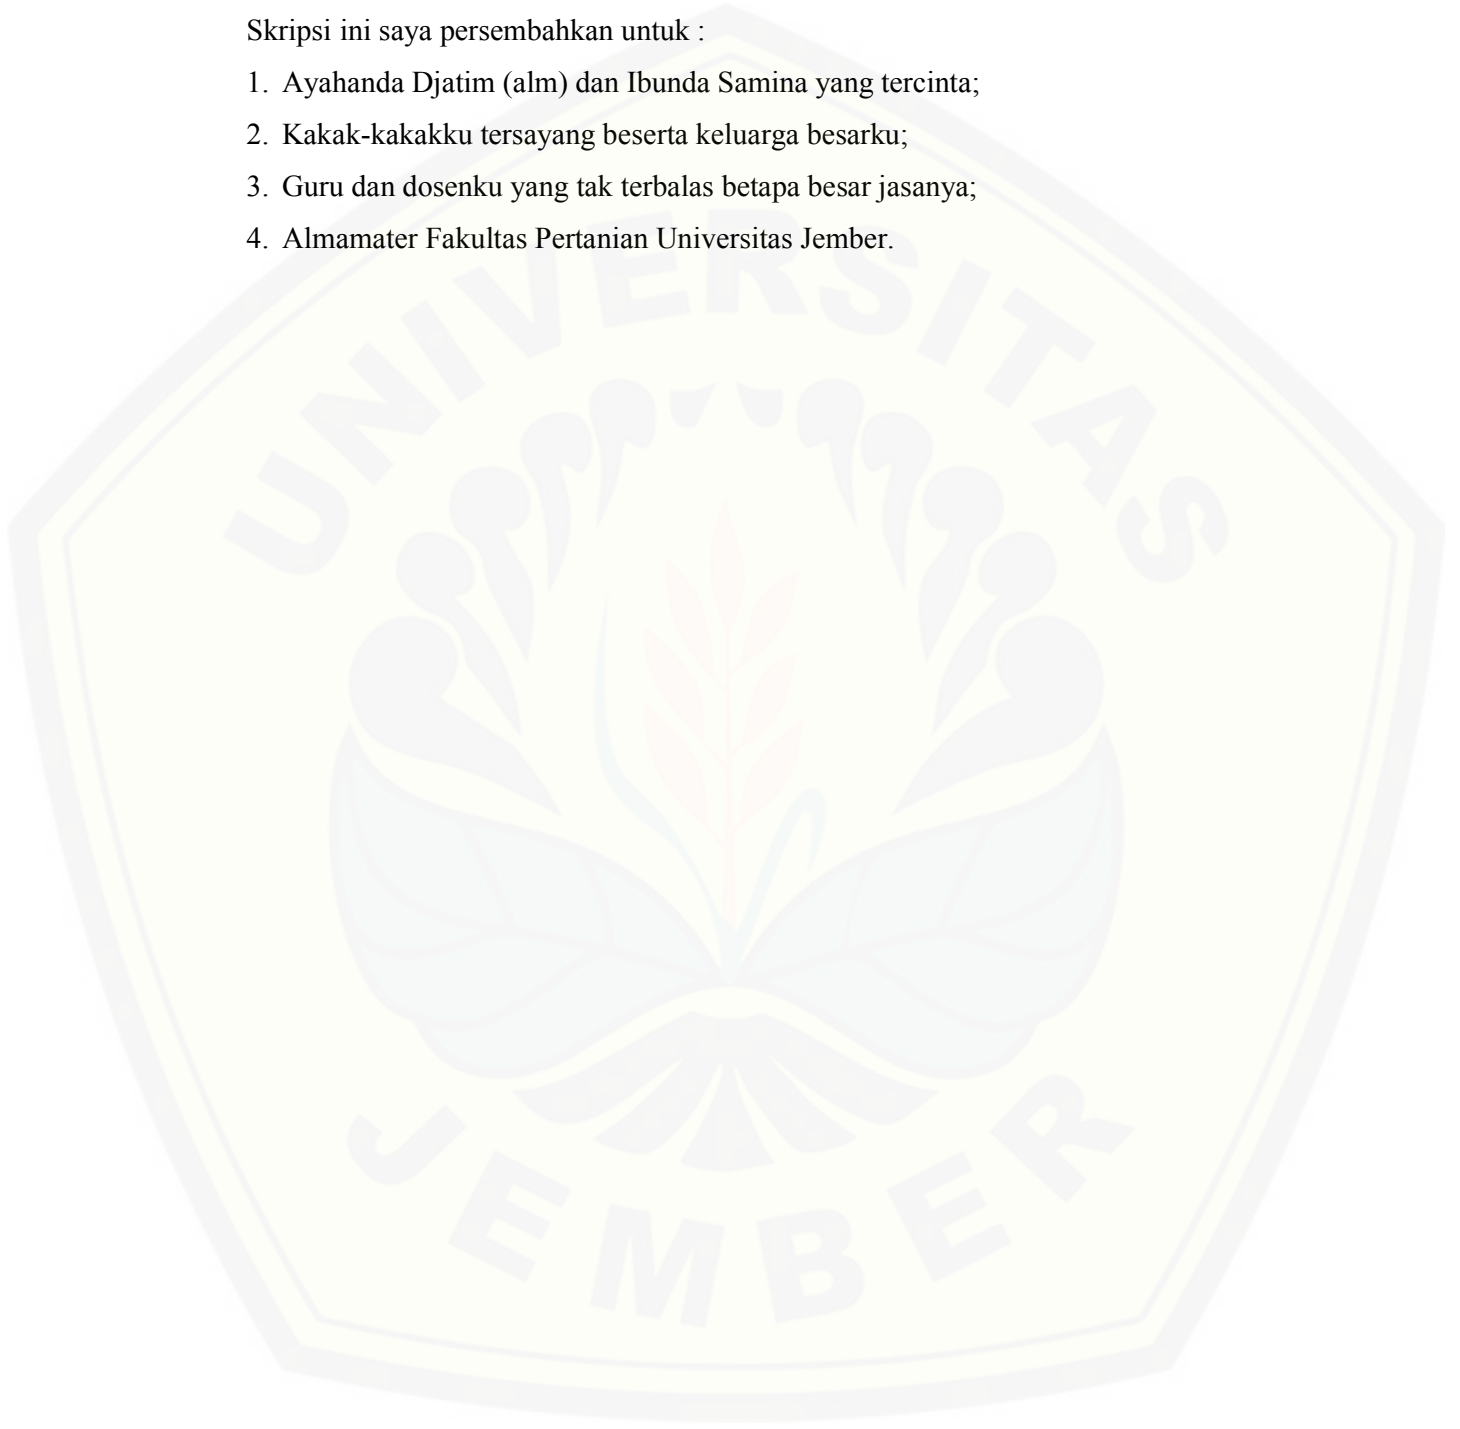 Skripsi ini saya persembahkan untuk :
1. Ayahanda Djatim (alm) dan Ibunda Samina yang tercinta;
2. Kakak-kakakku tersayang beserta keluarga besarku;
3. Guru dan dosenku yang tak terbalas betapa besar jasanya;
4. Almamater Fakultas Pertanian Universitas Jember.
UNIVERSITAS
JEMBER